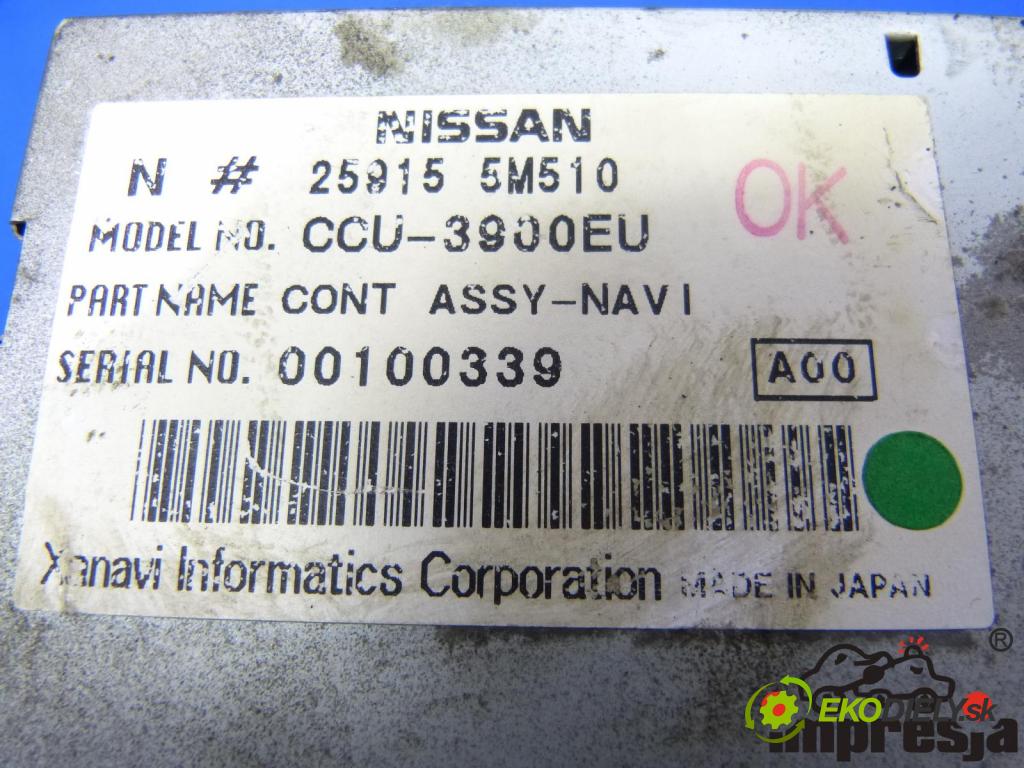 NISSAN
N # 25915 5M510
OK
MODEL NO. CCU-3900EU
PART NAME CONT ASSY-NAVI
SERIAL NO. 00100339
A00
Xanavi Informatics Corporation MADE IN JAPAN
®
EKODIELY.sk
impresja